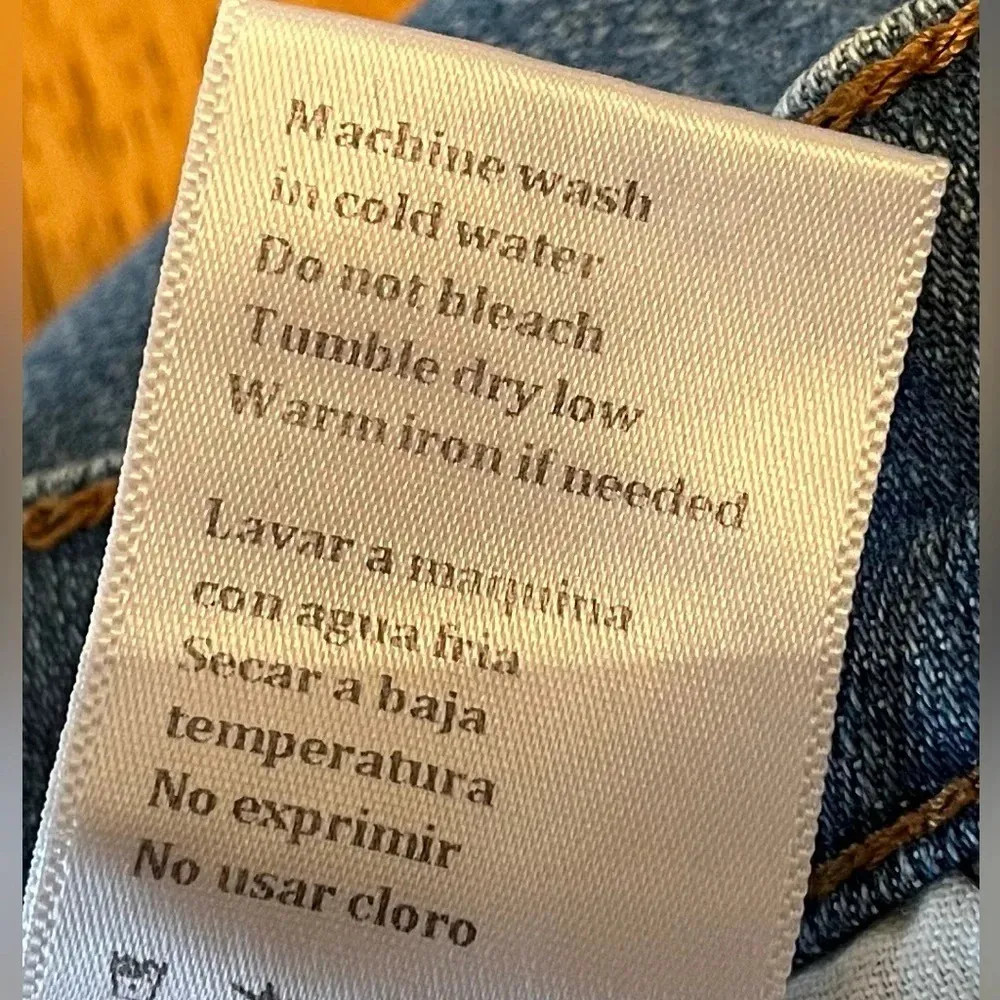 Machine wash
in cold water
Do not bleach
Tumble dry low
Warm iron if needed
Lavar a maquina
con agua fria
Secar a baja
temperatura
No exprimir
No usar cloro